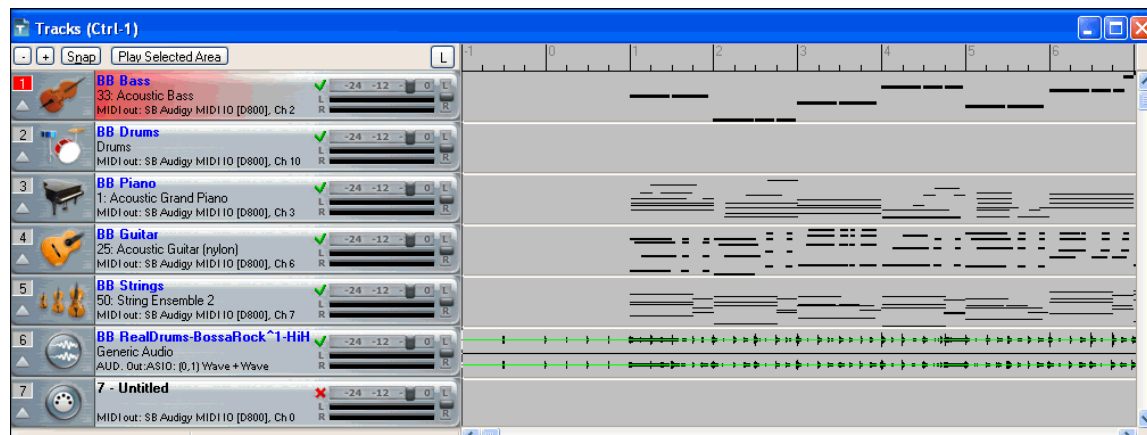 Tracks (Ctrl-1)
- + Snap Play Selected Area L -1 0 1 2 3 4 5 6
1 BB Bass
33: Acoustic Bass -24 -12 - 0 L
MIDI out: SB Audigy MIDI IO [D800], Ch 2 L R R
2 BB Drums
Drums -24 -12 - 0 L
MIDI out: SB Audigy MIDI IO [D800], Ch 10 L R R
3 BB Piano
1: Acoustic Grand Piano -24 -12 - 0 L
MIDI out: SB Audigy MIDI IO [D800], Ch 3 L R R
4 BB Guitar
25: Acoustic Guitar (nylon) -24 -12 - 0 L
MIDI out: SB Audigy MIDI IO [D800], Ch 6 L R R
5 BB Strings
50: String Ensemble 2 -24 -12 - 0 L
MIDI out: SB Audigy MIDI IO [D800], Ch 7 L R R
6 BB RealDrums-BossaRock^1-HiH
Generic Audio -24 -12 - 0 L
AUD. Out:ASIO: (0,1) Wave + Wave L R R
7 7 - Untitled
-24 -12 - 0 L
MIDI out: SB Audigy MIDI IO [D800], Ch 0 L R R